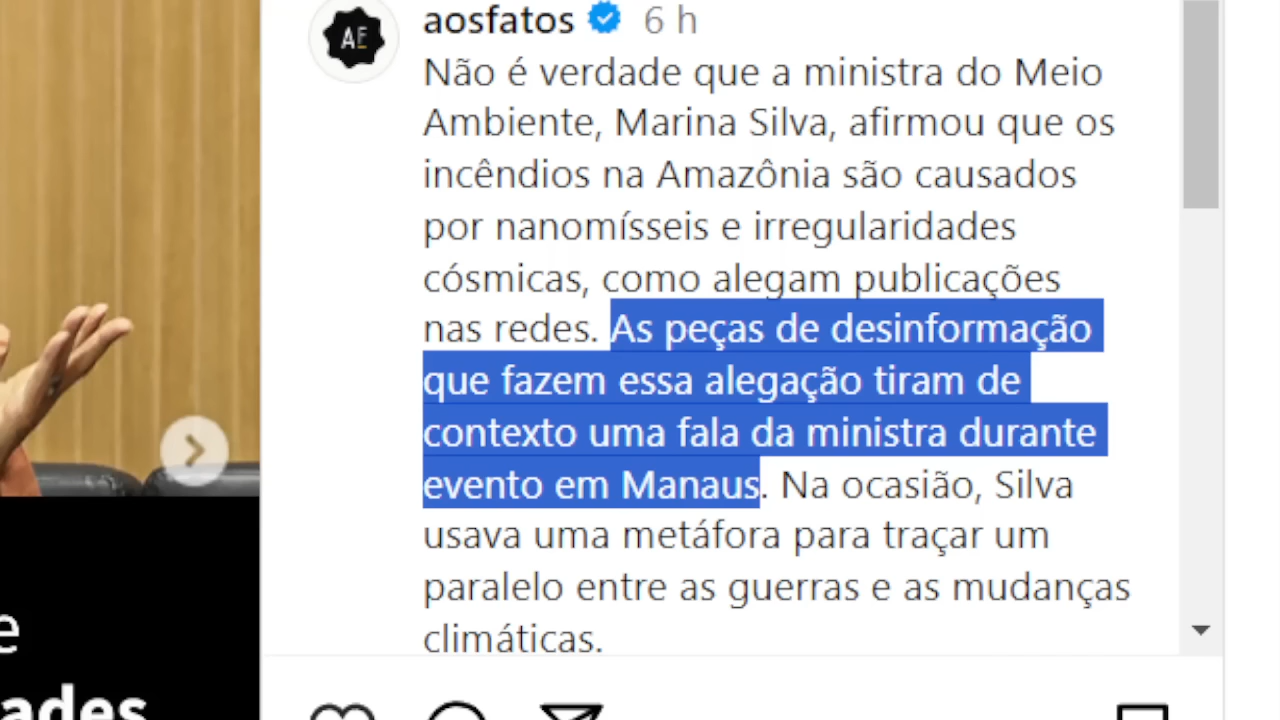 AF
aosfatos 6 h
Não é verdade que a ministra do Meio
Ambiente, Marina Silva, afirmou que os
incêndios na Amazônia são causados
por nanomísseis e irregularidades
cósmicas, como alegam publicações
nas redes. As peças de desinformação
que fazem essa alegação tiram de
contexto uma fala da ministra durante
evento em Manaus. Na ocasião, Silva
usava uma metáfora para traçar um
paralelo entre as guerras e as mudanças
climáticas.
e
ades